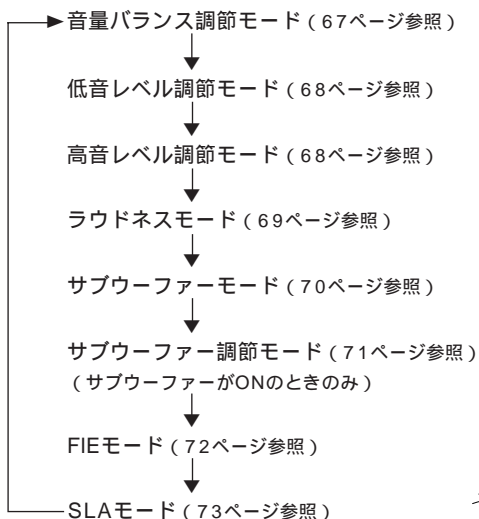 音量バランス調節モード(67ページ参照)
低音レベル調節モード(68ページ参照)
高音レベル調節モード(68ページ参照)
ラウドネスモード(69ページ参照)
サブウーファーモード(70ページ参照)
サブウーファー調節モード(71ページ参照)
(サブウーファーがONのときのみ)
FIEモード(72ページ参照)
SLAモード(73ページ参照)